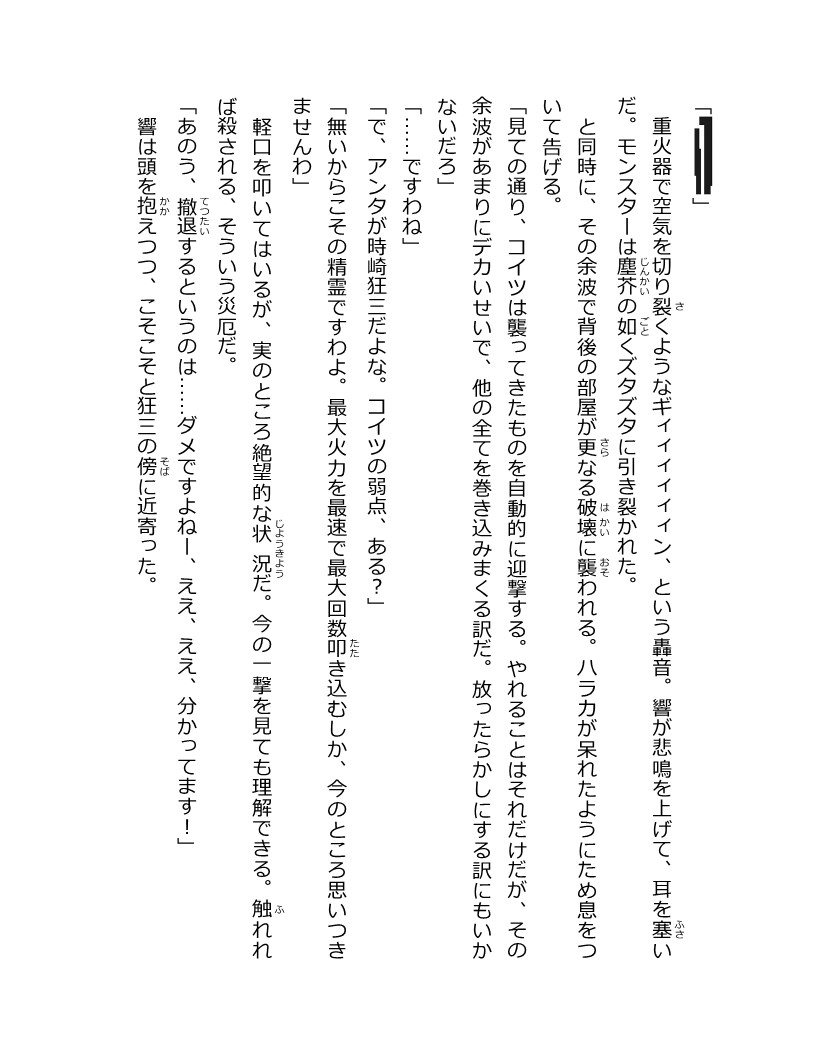 「　」
重火器で空気を切り裂くようなギィィィィィィン、という轟音。響が悲鳴を上げて、耳を塞い
だ。モンスターは塵芥の如くズタズタに引き裂かれた。
と同時に、その余波で背後の部屋が更なる破壊に襲われる。ハラカが呆れたようにため息をつ
いて告げる。
「見ての通り、コイツは襲ってきたものを自動的に迎撃する。やれることはそれだけだが、その
余波があまりにデカいせいで、他の全てを巻き込みまくる訳だ。放ったらかしにする訳にもいか
ないだろ」
「……ですわね」
「で、アンタが時崎狂三だよな。コイツの弱点、ある？」
「無いからこその精霊ですわよ。最大火力を最速で最大回数叩き込むしか、今のところ思いつき
ませんわ」
軽口を叩いてはいるが、実のところ絶望的な状況だ。今の一撃を見ても理解できる。触れれ
ば殺される、そういう災厄だ。
「あのう、撤退するというのは……ダメですよねー、ええ、ええ、分かってます！」
響は頭を抱えつつ、こそこそと狂三の傍に近寄った。